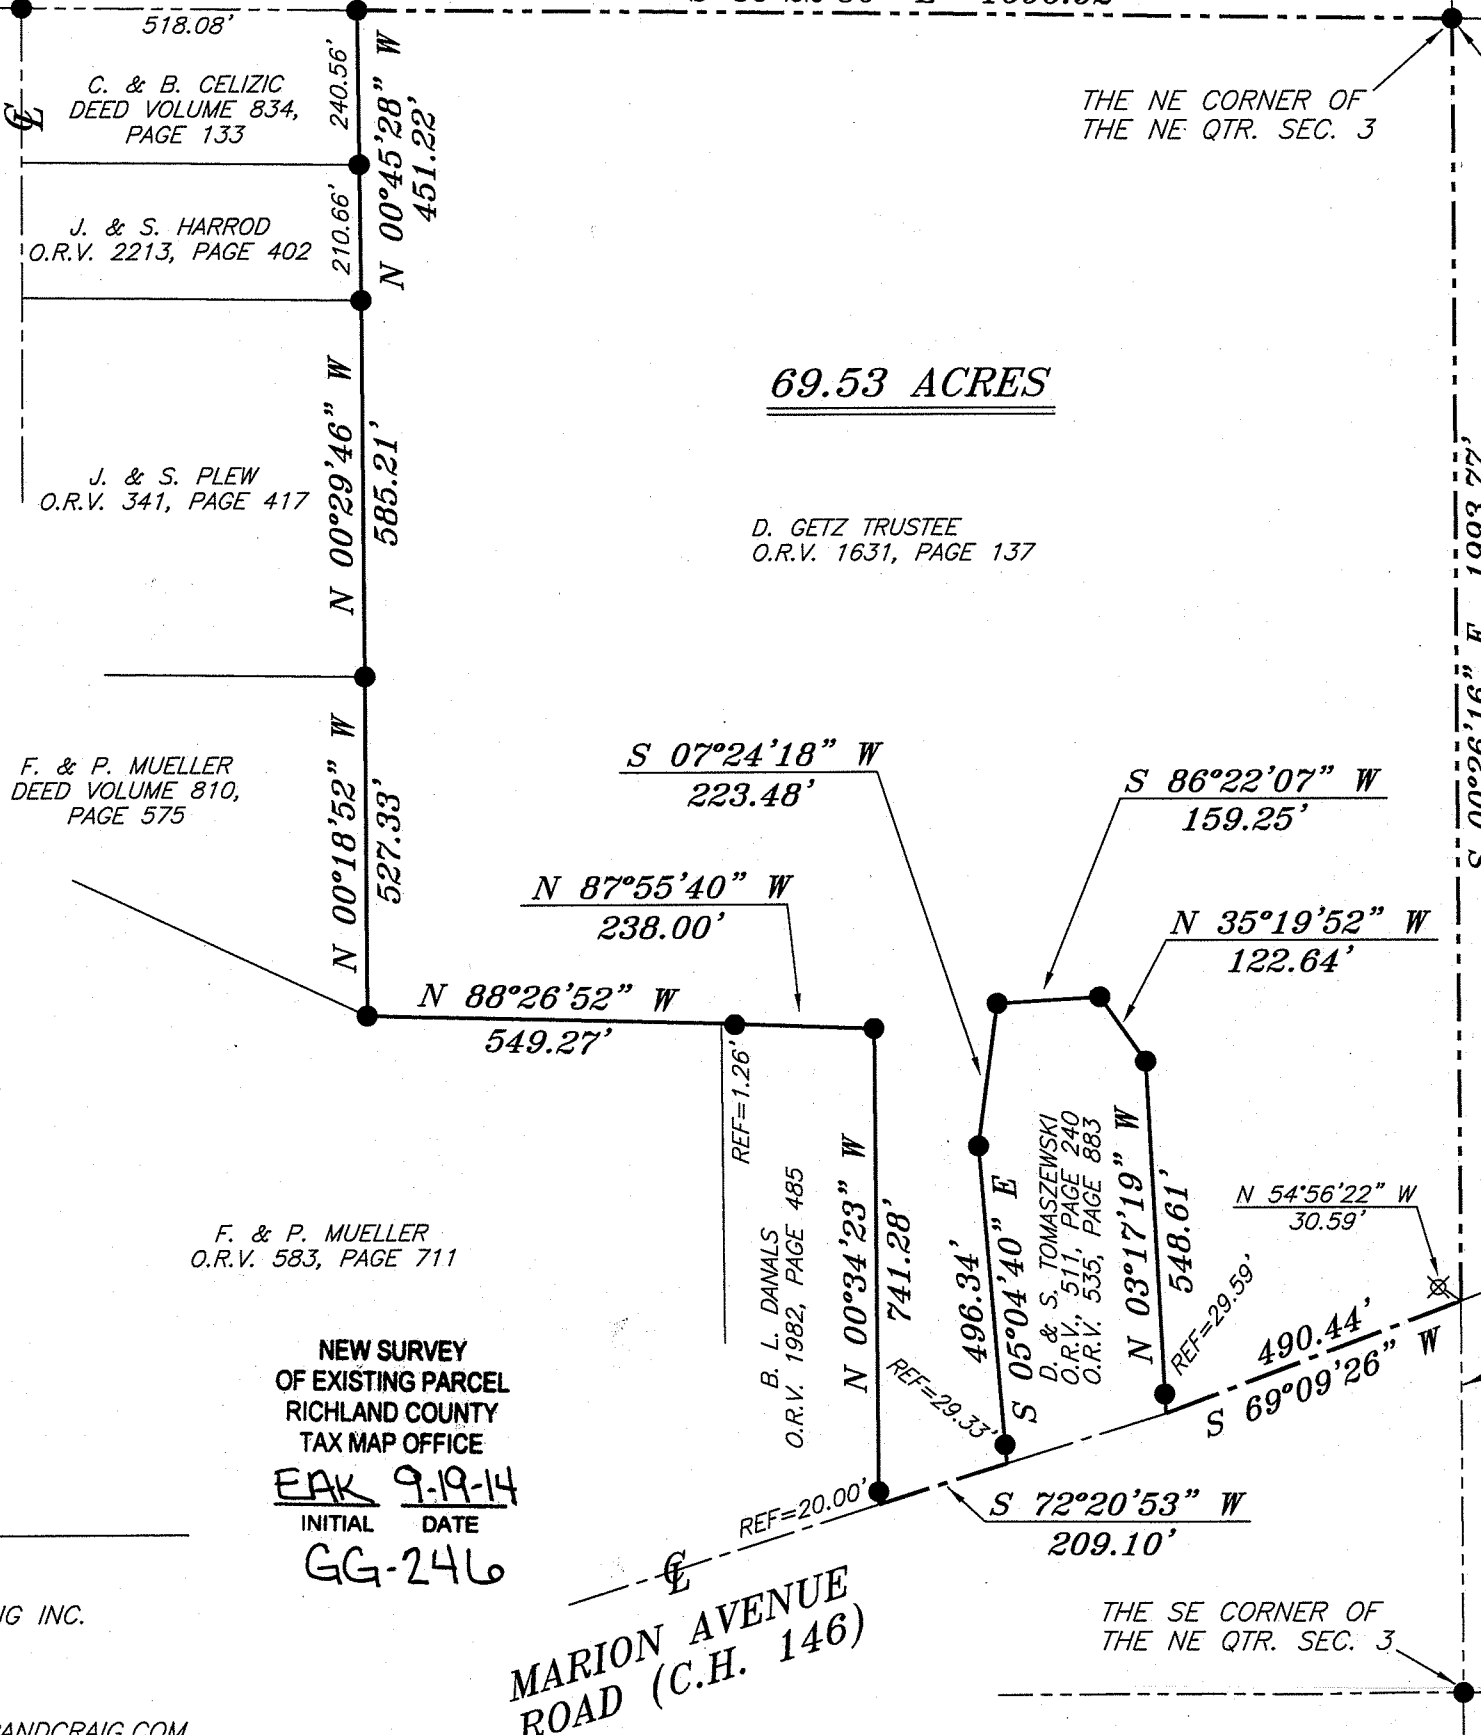 518.08'
C. & B. CELIZIC
DEED VOLUME 834,
PAGE 133
240.56'
N 00°45'28" W
451.22'
THE NE CORNER OF
THE NE QTR. SEC. 3
J. & S. HARROD
O.R.V. 2213, PAGE 402
210.66'
69.53 ACRES
N 00°29'46" W
585.21'
J. & S. PLEW
O.R.V. 341, PAGE 417
D. GETZ TRUSTEE
O.R.V. 1631, PAGE 137
S 00°26'16" E 1993.77'
F. & P. MUELLER
DEED VOLUME 810,
PAGE 575
N 00°18'52" W
527.33'
S 07°24'18" W
223.48'
S 86°22'07" W
159.25'
N 87°55'40" W
238.00'
N 35°19'52" W
122.64'
N 88°26'52" W
549.27'
REF=1.26'
B. L. DANALS
O.R.V. 1982, PAGE 485
N 00°34'23" W
741.28'
496.34'
S 05°04'40" E
D. & S. TOMASZEWSKI
O.R.V., 511, PAGE 240
O.R.V. 535, PAGE 883
N 03°17'19" W
548.61'
N 54°56'22" W
30.59'
F. & P. MUELLER
O.R.V. 583, PAGE 711
REF=29.59'
490.44'
S 69°09'26" W
REF=29.33'
NEW SURVEY
OF EXISTING PARCEL
RICHLAND COUNTY
TAX MAP OFFICE
EAK 9-19-14
INITIAL DATE
GG-246
REF=20.00'
S 72°20'53" W
209.10'
MARION AVENUE
ROAD (C.H. 146)
THE SE CORNER OF
THE NE QTR. SEC. 3
INC.